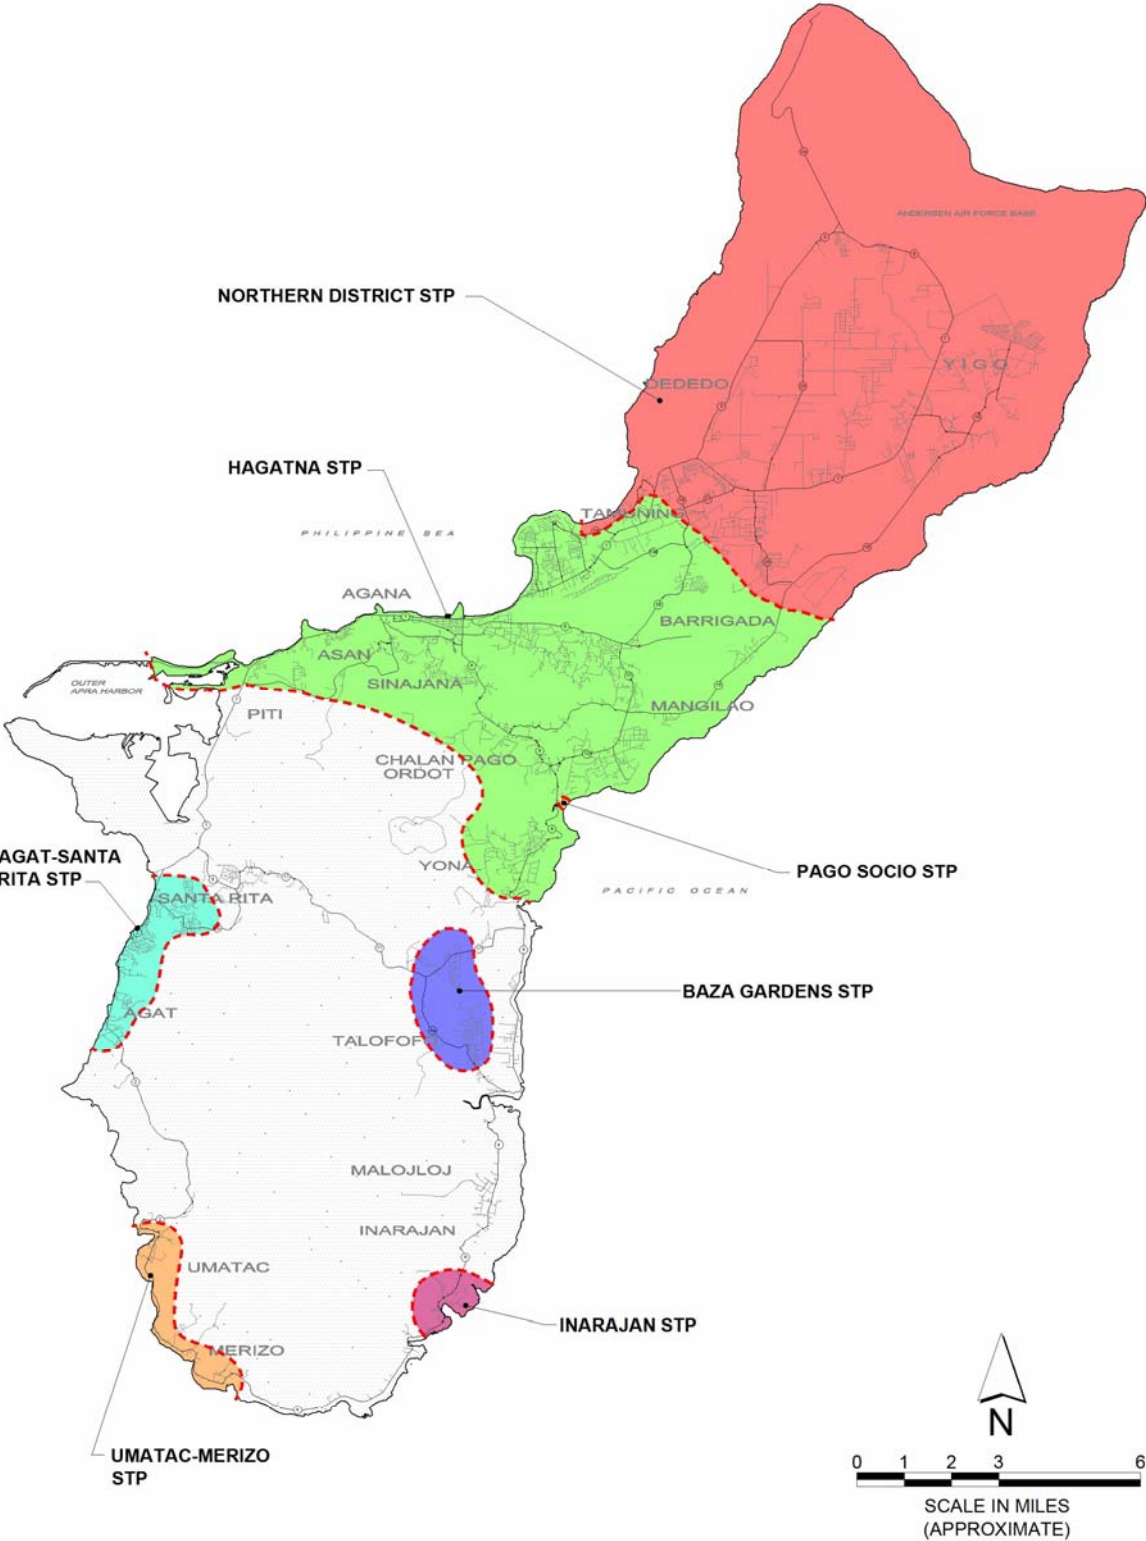 ANDERSEN AIR FORCE BASE
NORTHERN DISTRICT STP
YIGO
DEDEDO
HAGATNA STP
TAMUNING
PHILIPPINE SEA
AGANA
BARRIGADA
ASAN
SINAJANA
OUTER
APRA HARBOR
MANGILAO
PITI
CHALAN PAGO
ORDOT
AGAT-SANTA
RITA STP
YONA
PAGO SOCIO STP
PACIFIC OCEAN
SANTA RITA
BAZA GARDENS STP
AGAT
TALOFOFO
MALOJLOJ
INARAJAN
UMATAC
INARAJAN STP
MERIZO
N
UMATAC-MERIZO
STP
0 1 2 3 6
SCALE IN MILES
(APPROXIMATE)